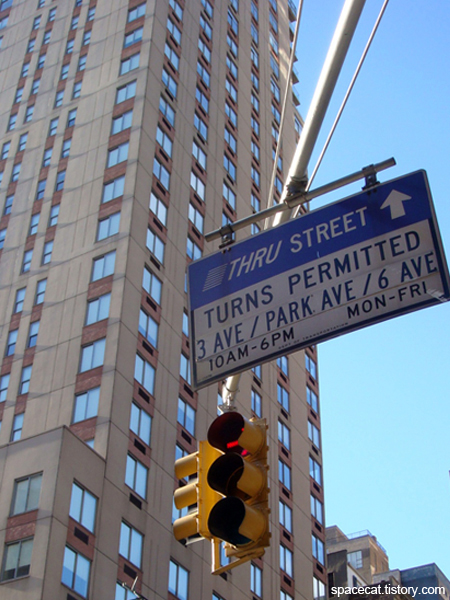 THRU STREET
TURNS PERMITTED
3 AVE / PARK AVE / 6 AVE
10AM-6PM MON-FRI
spacecat.tistory.com